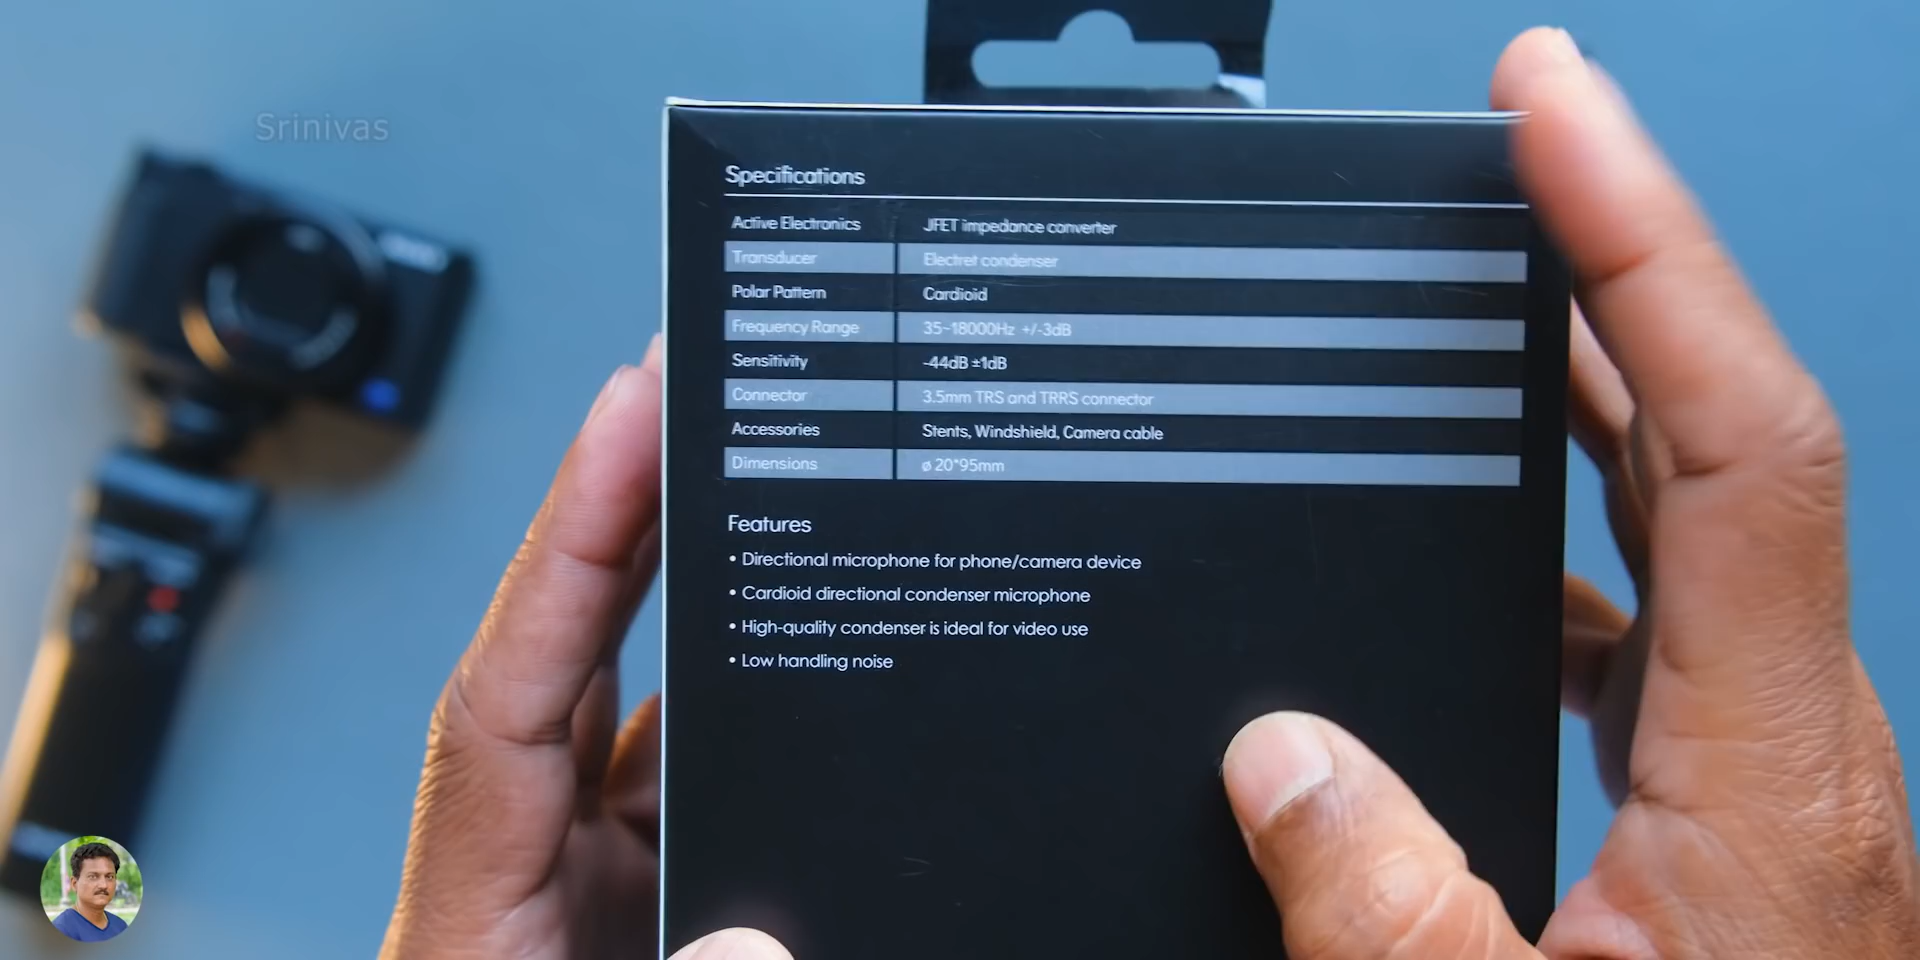 Srinivas
Specifications
Active Electronics JFET impedance converter
Transducer Electret condenser
Polar Pattern Cardioid
Frequency Range 35~18000Hz +/-3dB
Sensitivity -44dB ±1dB
Connector 3.5mm TRS and TRRS connector
Accessories Stents, Windshield, Camera cable
Dimensions ø 20*95mm
Features
• Directional microphone for phone/camera device
• Cardioid directional condenser microphone
• High-quality condenser is ideal for video use
• Low handling noise